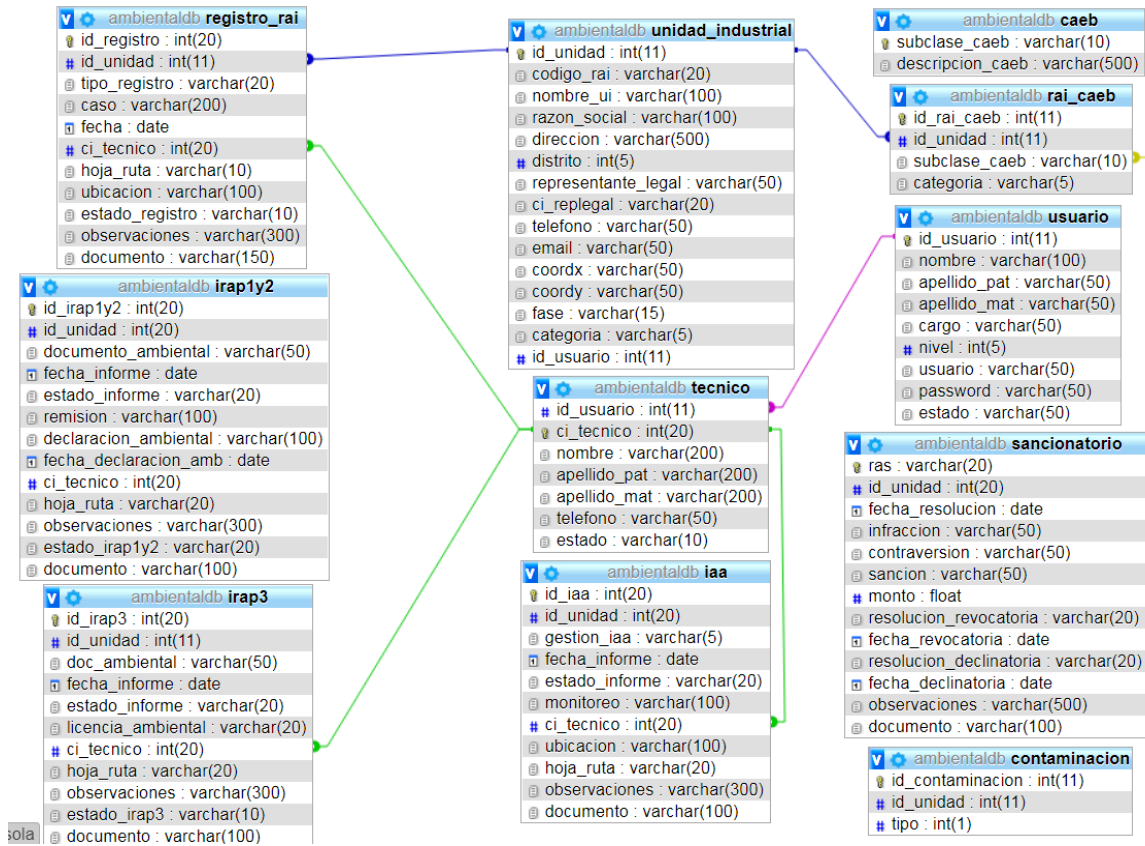 ambientaldb registro_rai
id_registro : int(20)
id_unidad : int(11)
tipo_registro : varchar(20)
caso : varchar(200)
fecha : date
ci_tecnico : int(20)
hoja_ruta : varchar(10)
ubicacion : varchar(100)
estado_registro : varchar(10)
observaciones : varchar(300)
documento : varchar(150)
ambientaldb irap1y2
id_irap1y2 : int(20)
id_unidad : int(20)
documento_ambiental : varchar(50)
fecha_informe : date
estado_informe : varchar(20)
remision : varchar(100)
declaracion_ambiental : varchar(100)
fecha_declaracion_amb : date
ci_tecnico : int(20)
hoja_ruta : varchar(20)
observaciones : varchar(300)
estado_irap1y2 : varchar(20)
documento : varchar(100)
ambientaldb irap3
id_irap3 : int(20)
id_unidad : int(11)
doc_ambiental : varchar(50)
fecha_informe : date
estado_informe : varchar(20)
licencia_ambiental : varchar(20)
ci_tecnico : int(20)
hoja_ruta : varchar(20)
observaciones : varchar(300)
estado_irap3 : varchar(10)
documento : varchar(100)
sola
ambientaldb unidad_industrial
id_unidad : int(11)
codigo_rai : varchar(20)
nombre_ui : varchar(100)
razon_social : varchar(100)
direccion : varchar(500)
distrito : int(5)
representante_legal : varchar(50)
ci_replegal : varchar(20)
telefono : varchar(50)
email : varchar(50)
coordx : varchar(50)
coordy : varchar(50)
fase : varchar(15)
categoria : varchar(5)
id_usuario : int(11)
ambientaldb tecnico
id_usuario : int(11)
ci_tecnico : int(20)
nombre : varchar(200)
apellido_pat : varchar(200)
apellido_mat : varchar(200)
telefono : varchar(50)
estado : varchar(10)
ambientaldb iaa
id_iaa : int(20)
id_unidad : int(20)
gestion_iaa : varchar(5)
fecha_informe : date
estado_informe : varchar(20)
monitoreo : varchar(100)
ci_tecnico : int(20)
ubicacion : varchar(100)
hoja_ruta : varchar(20)
observaciones : varchar(300)
documento : varchar(100)
ambientaldb caeb
subclase_caeb : varchar(10)
descripcion_caeb : varchar(500)
ambientaldb rai_caeb
id_rai_caeb : int(11)
id_unidad : int(11)
subclase_caeb : varchar(10)
categoria : varchar(5)
ambientaldb usuario
id_usuario : int(11)
nombre : varchar(100)
apellido_pat : varchar(50)
apellido_mat : varchar(50)
cargo : varchar(50)
nivel : int(5)
usuario : varchar(50)
password : varchar(50)
estado : varchar(50)
ambientaldb sancionatorio
ras : varchar(20)
id_unidad : int(20)
fecha_resolucion : date
infraccion : varchar(50)
contraversion : varchar(50)
sancion : varchar(50)
monto : float
resolucion_revocatoria : varchar(20)
fecha_revocatoria : date
resolucion_declinatoria : varchar(20)
fecha_declinatoria : date
observaciones : varchar(500)
documento : varchar(100)
ambientaldb contaminacion
id_contaminacion : int(11)
id_unidad : int(11)
tipo : int(1)